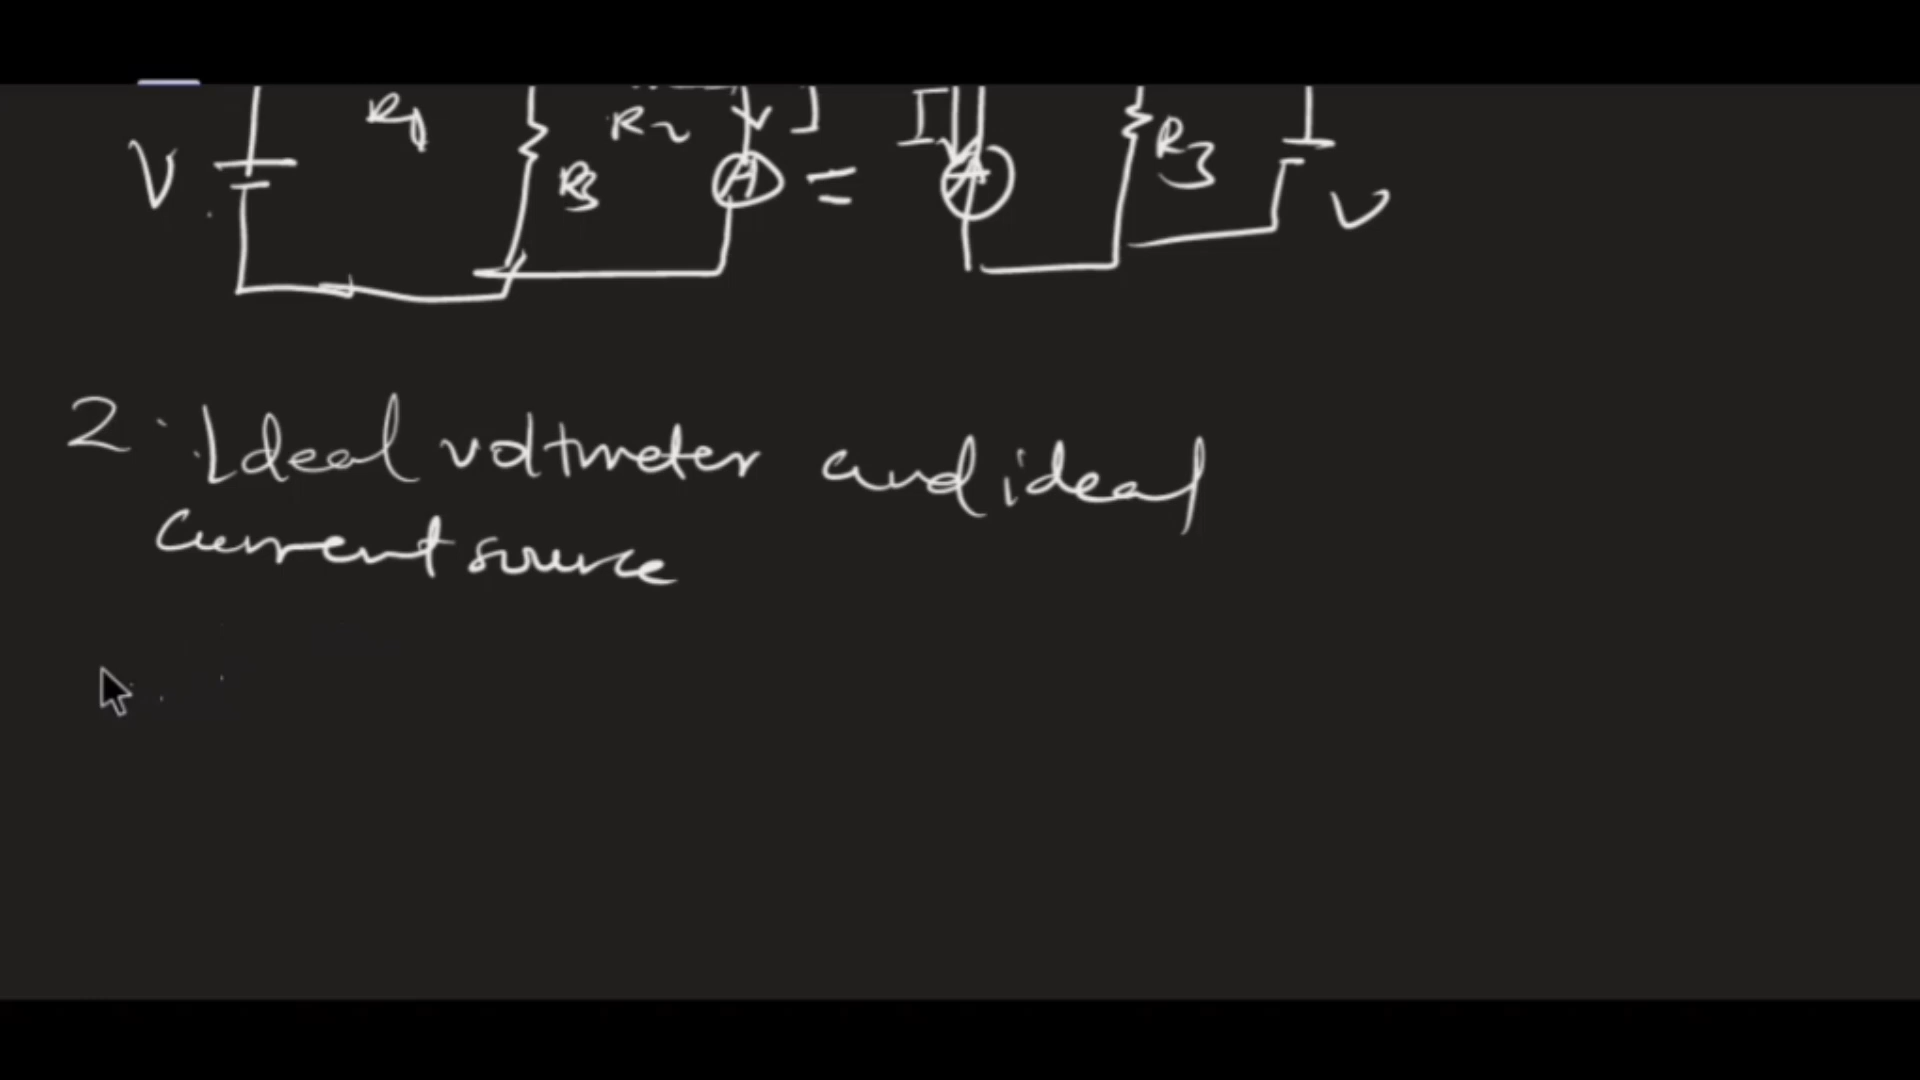 V R1 R3 R2 I A = I A R3 V
2. Ideal voltmeter and ideal
current source